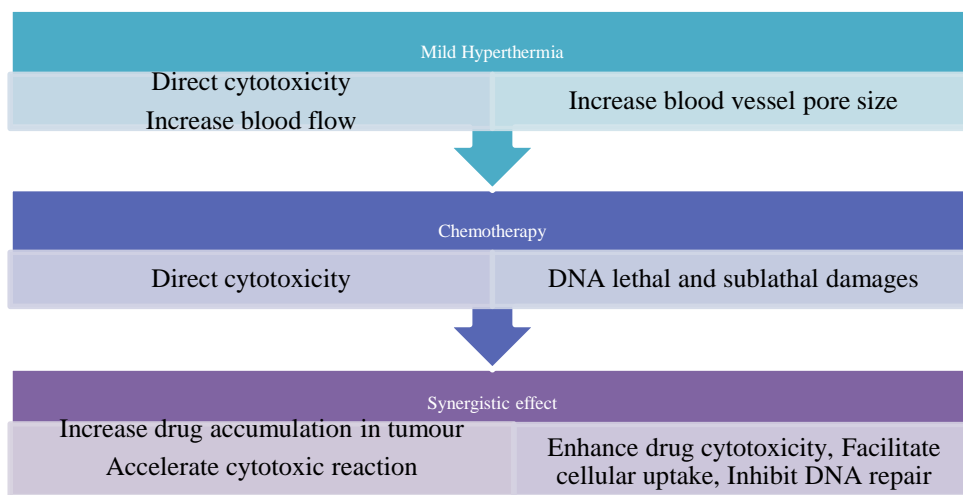 Mild Hyperthermia
Direct cytotoxicity
Increase blood flow
Increase blood vessel pore size
Chemotherapy
Direct cytotoxicity
DNA lethal and sublathal damages
Synergistic effect
Increase drug accumulation in tumour
Accelerate cytotoxic reaction
Enhance drug cytotoxicity, Facilitate
cellular uptake, Inhibit DNA repair